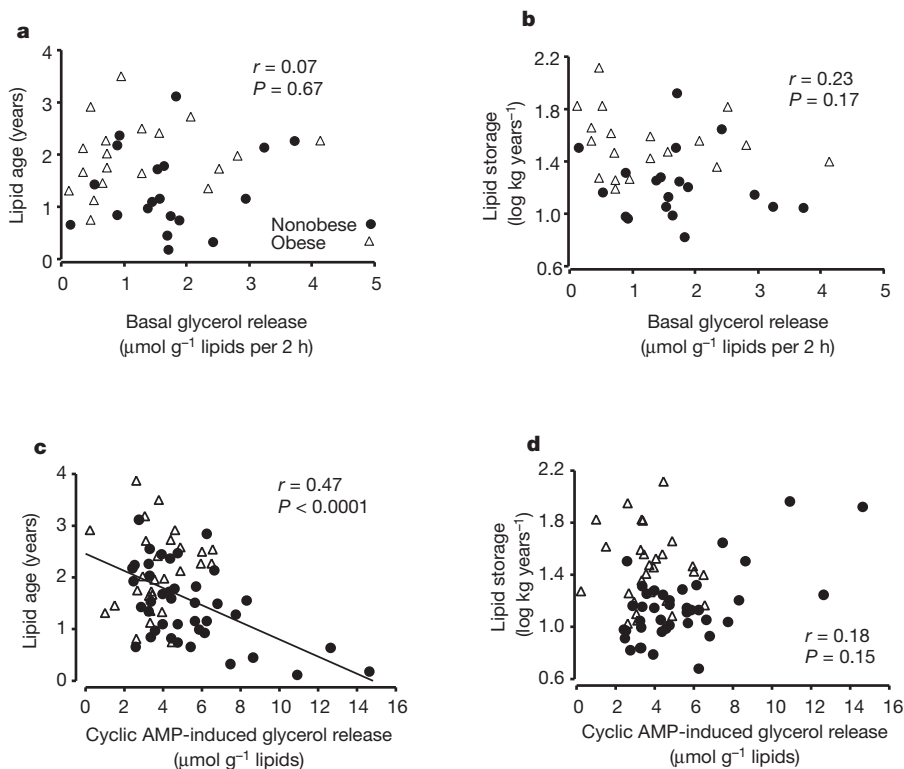 a
4
3
2
1
0
Lipid age (years)
r = 0.07
P = 0.67
Nonobese
Obese
0 1 2 3 4 5
Basal glycerol release
(μmol g⁻¹ lipids per 2 h)
b
2.2
1.8
1.4
1.0
0.6
Lipid storage
(log kg years⁻¹)
r = 0.23
P = 0.17
0 1 2 3 4 5
Basal glycerol release
(μmol g⁻¹ lipids per 2 h)
c
4
3
2
1
0
Lipid age (years)
r = 0.47
P < 0.0001
0 2 4 6 8 10 12 14 16
Cyclic AMP-induced glycerol release
(μmol g⁻¹ lipids)
d
2.2
1.8
1.4
1.0
0.6
Lipid storage
(log kg years⁻¹)
r = 0.18
P = 0.15
0 2 4 6 8 10 12 14 16
Cyclic AMP-induced glycerol release
(μmol g⁻¹ lipids)